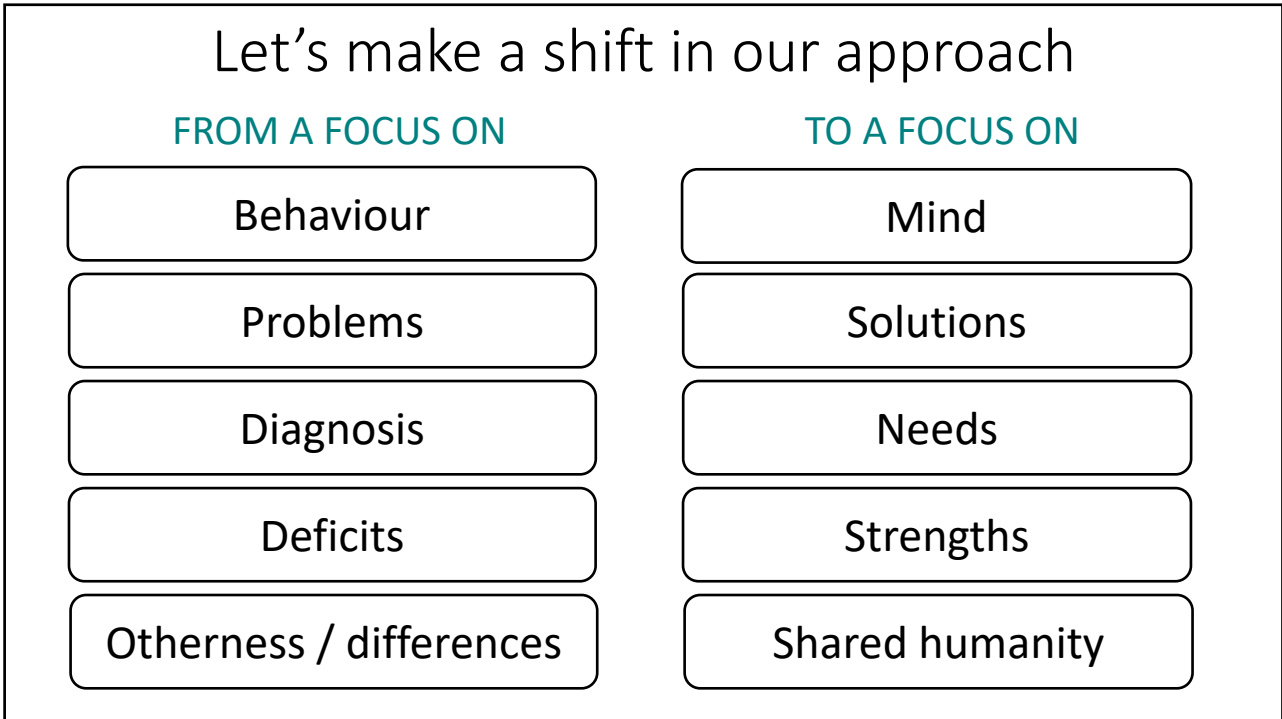 Let’s make a shift in our approach
FROM A FOCUS ON
TO A FOCUS ON
Behaviour
Mind
Problems
Solutions
Diagnosis
Needs
Deficits
Strengths
Otherness / differences
Shared humanity